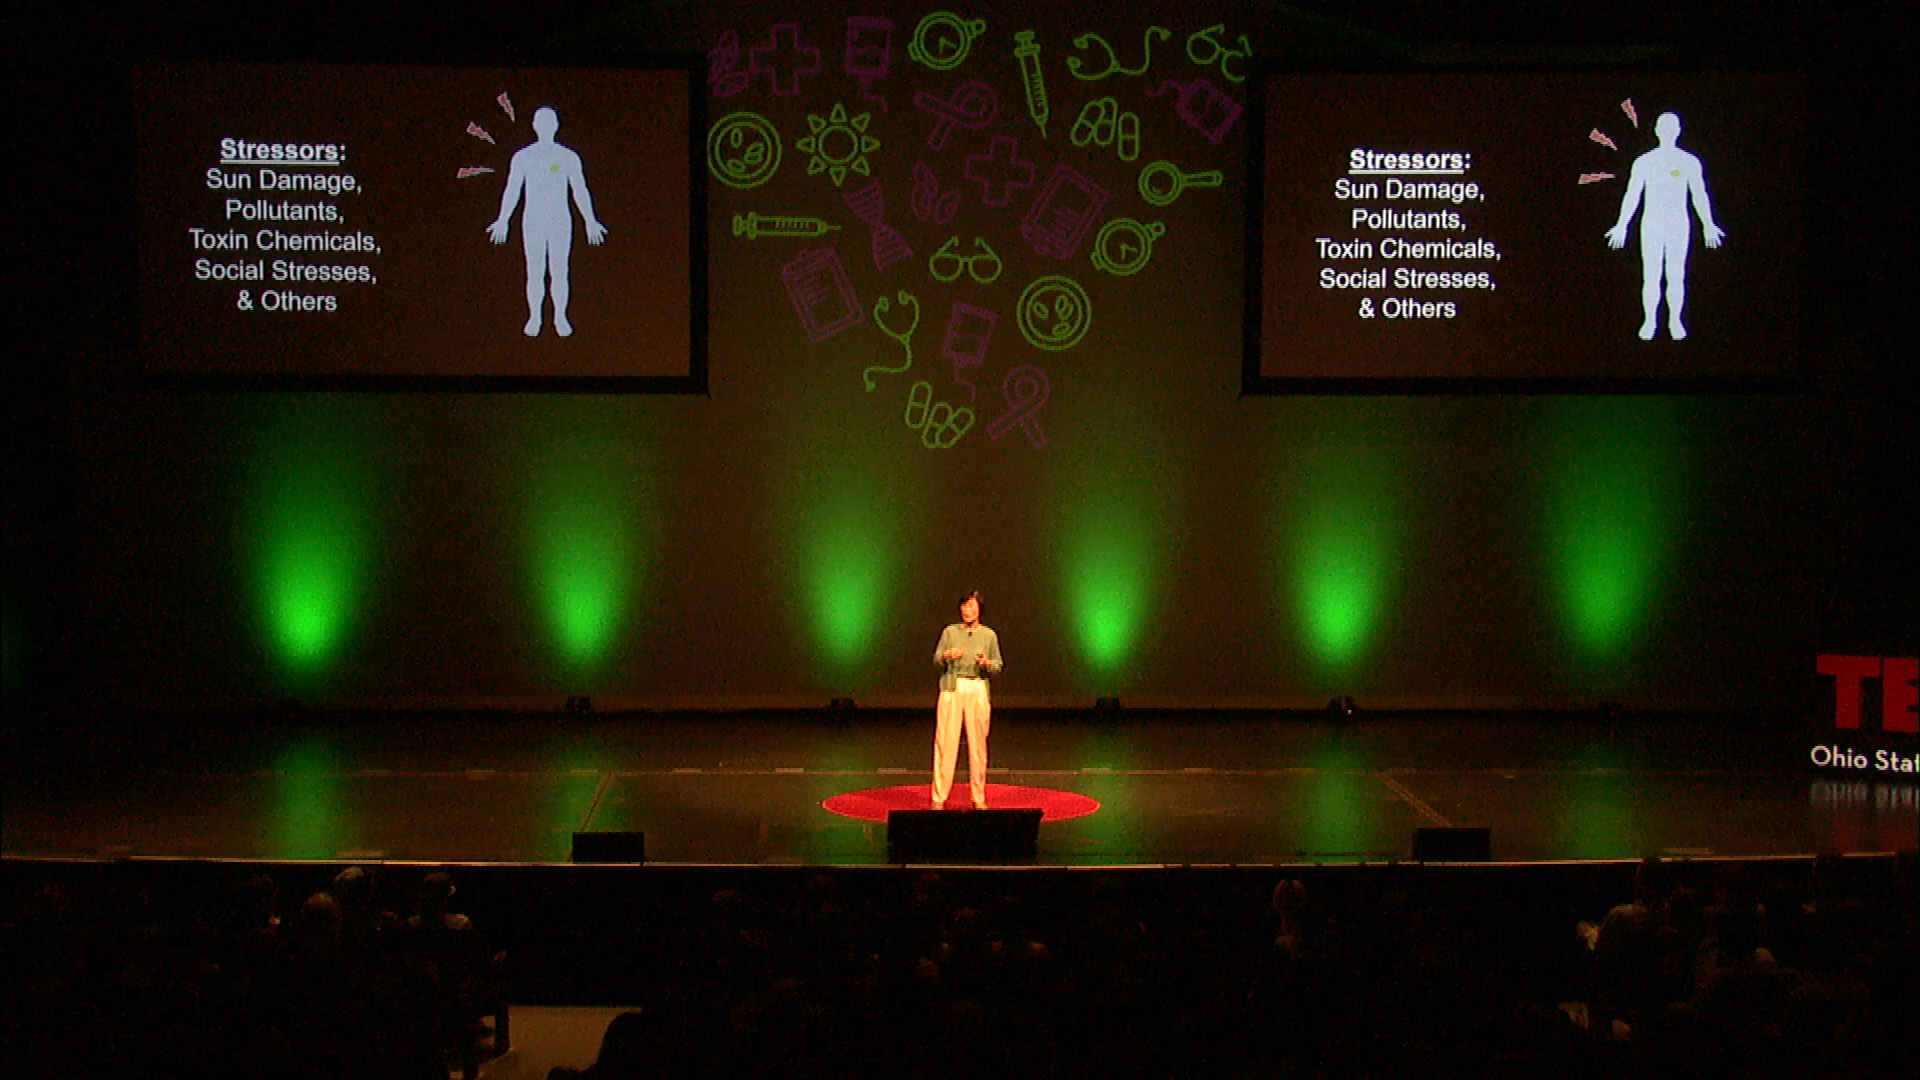 Stressors:
Sun Damage,
Pollutants,
Toxin Chemicals,
Social Stresses,
& Others
Stressors:
Sun Damage,
Pollutants,
Toxin Chemicals,
Social Stresses,
& Others
TE
Ohio Stat